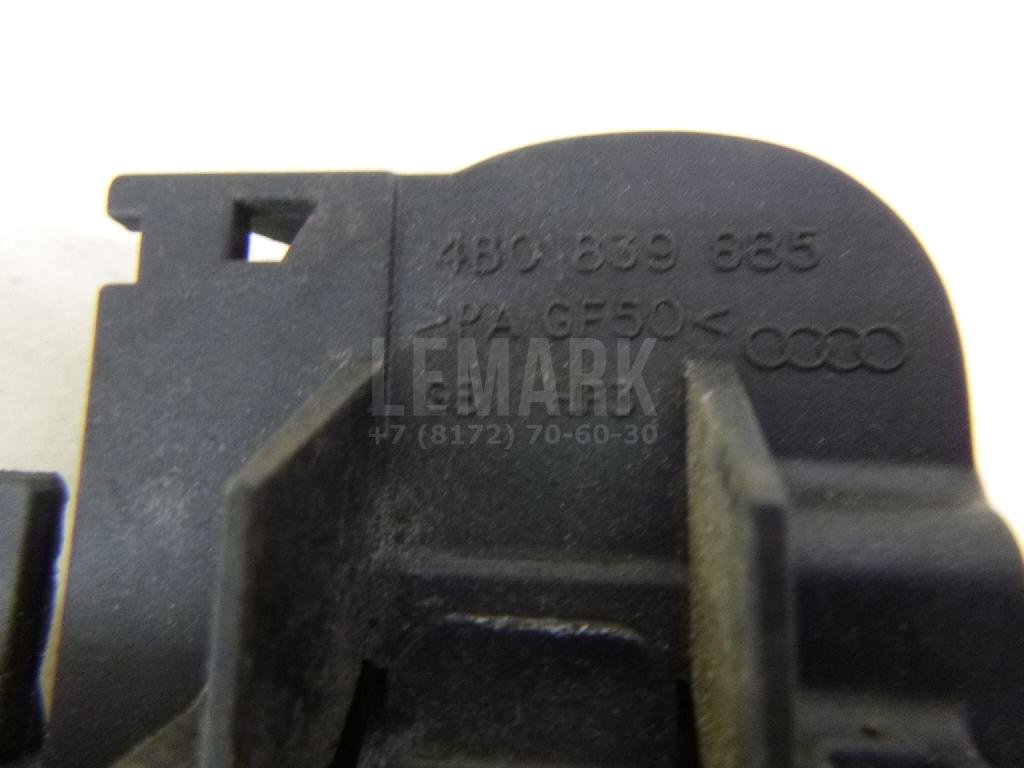 4B0 839 885
>PA GF50<
LEMARK
+7 (8172) 70-60-30